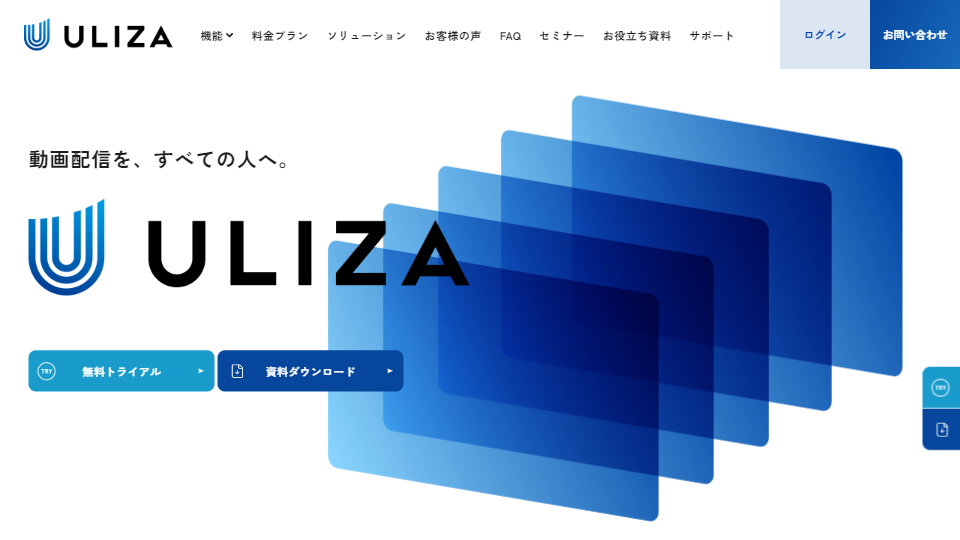 ULIZA
機能 料金プラン ソリューション お客様の声 FAQ セミナー お役立ち資料 サポート
ログイン
お問い合わせ
動画配信を、すべての人へ。
ULIZA
TRY 無料トライアル
資料ダウンロード
TRY